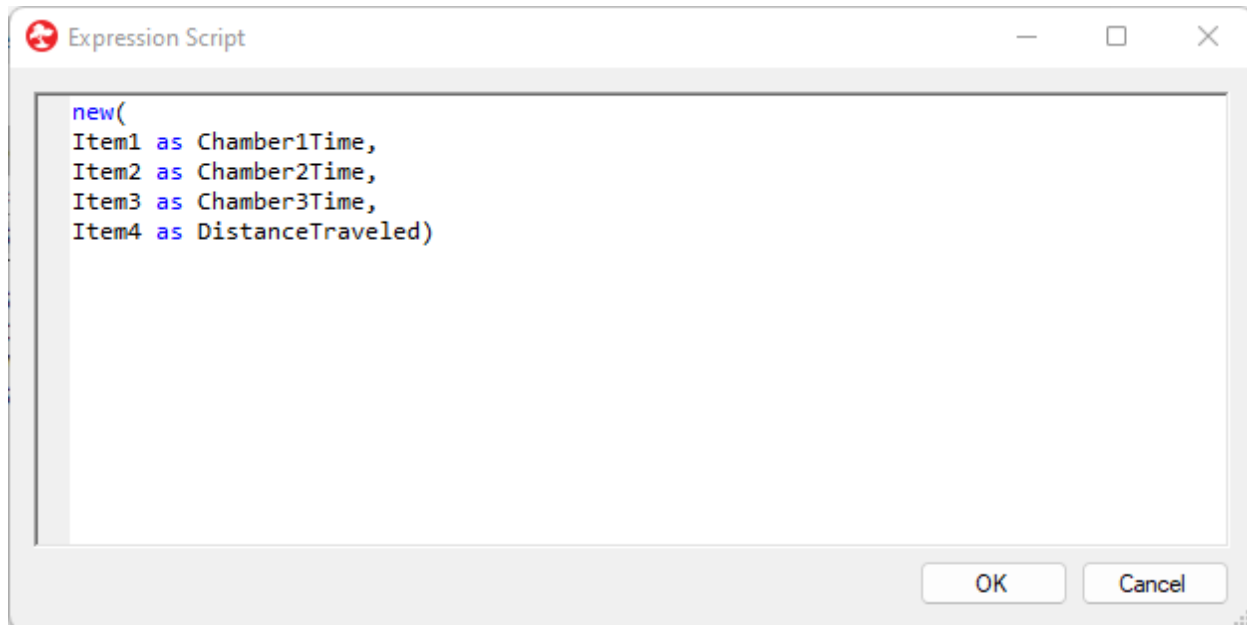 Expression Script
new(
Item1 as Chamber1Time,
Item2 as Chamber2Time,
Item3 as Chamber3Time,
Item4 as DistanceTraveled)
OK Cancel